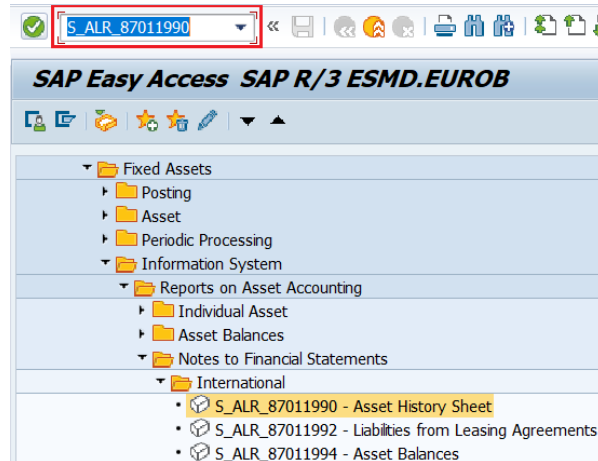 S_ALR_87011990
SAP Easy Access SAP R/3 ESMD.EUROB
Fixed Assets
Posting
Asset
Periodic Processing
Information System
Reports on Asset Accounting
Individual Asset
Asset Balances
Notes to Financial Statements
International
S_ALR_87011990 - Asset History Sheet
S_ALR_87011992 - Liabilities from Leasing Agreements
S_ALR_87011994 - Asset Balances